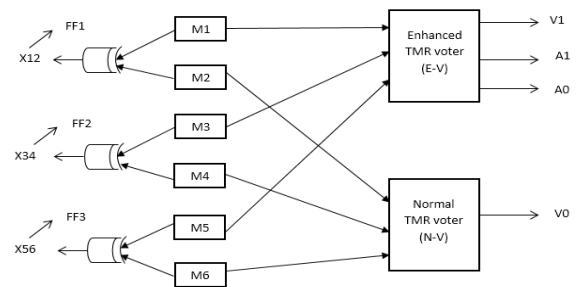 FF1
X12
M1
M2
Enhanced
TMR voter
(E-V)
V1
A1
A0
FF2
X34
M3
M4
FF3
X56
M5
M6
Normal
TMR voter
(N-V)
V0